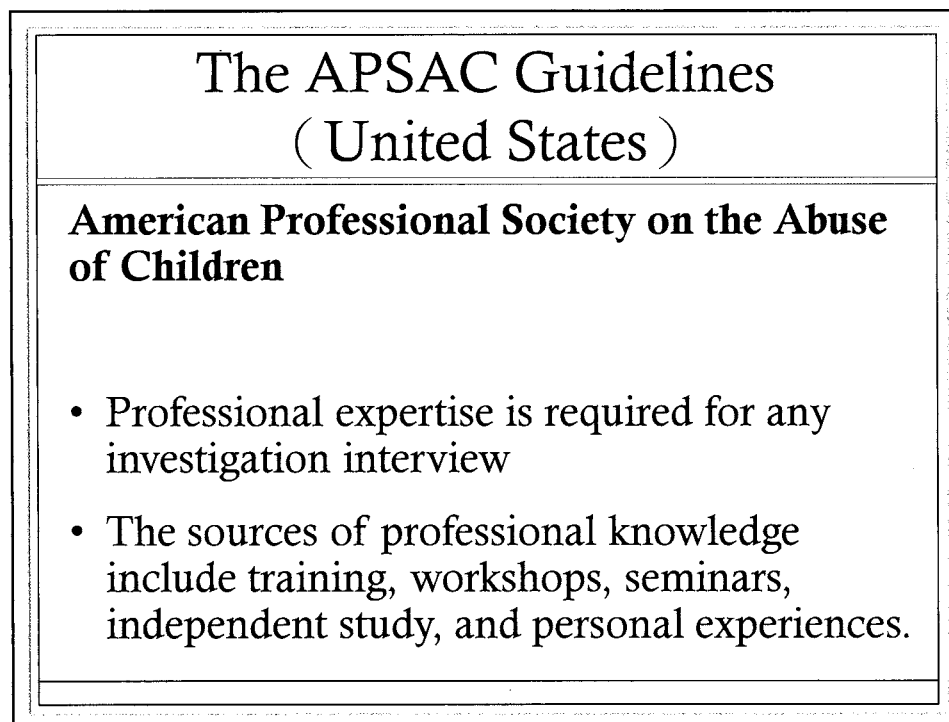 The APSAC Guidelines
( United States )
American Professional Society on the Abuse
of Children
• Professional expertise is required for any
investigation interview
• The sources of professional knowledge
include training, workshops, seminars,
independent study, and personal experiences.